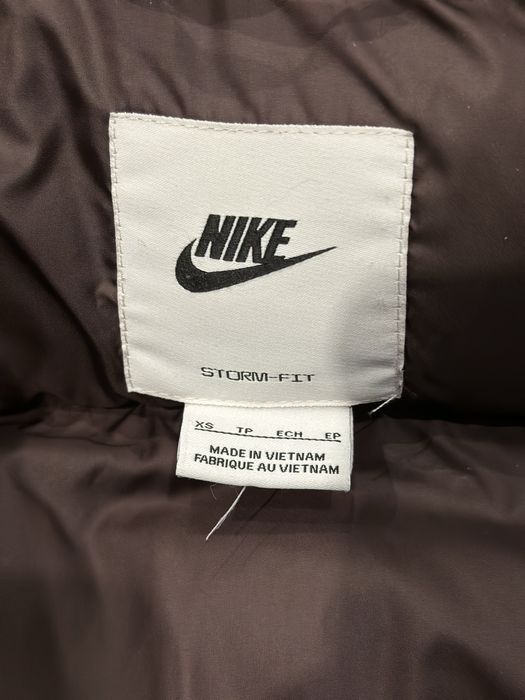 NIKE
STORM-FIT
XS TP ECH EP
MADE IN VIETNAM
FABRIQUE AU VIETNAM